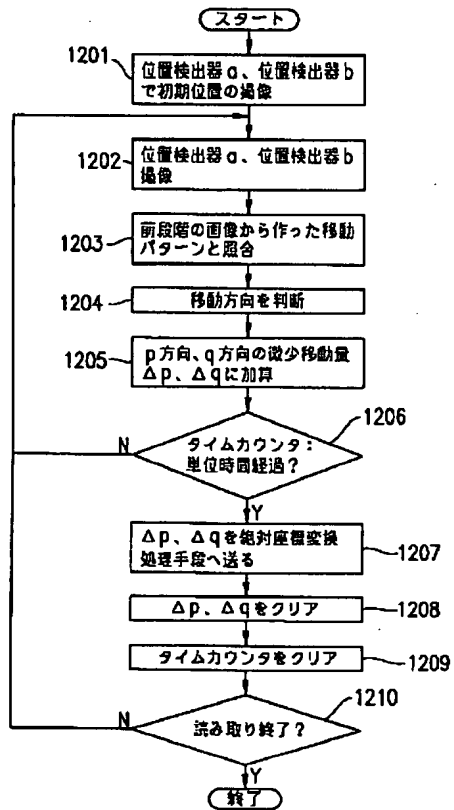 スタート
1201
位置検出器a、位置検出器b
で初期位置の撮像
1202
位置検出器a、位置検出器b
撮像
1203
前段階の画像から作った移動
パターンと照合
1204
移動方向を判断
1205
p方向、q方向の微少移動量
Δp、Δqに加算
1206
N
タイムカウンタ:
単位時間経過?
Y
Δp、Δqを絶対座標変換
処理手段へ送る
1207
Δp、Δqをクリア
1208
タイムカウンタをクリア
1209
1210
N
読み取り終了?
Y
終了